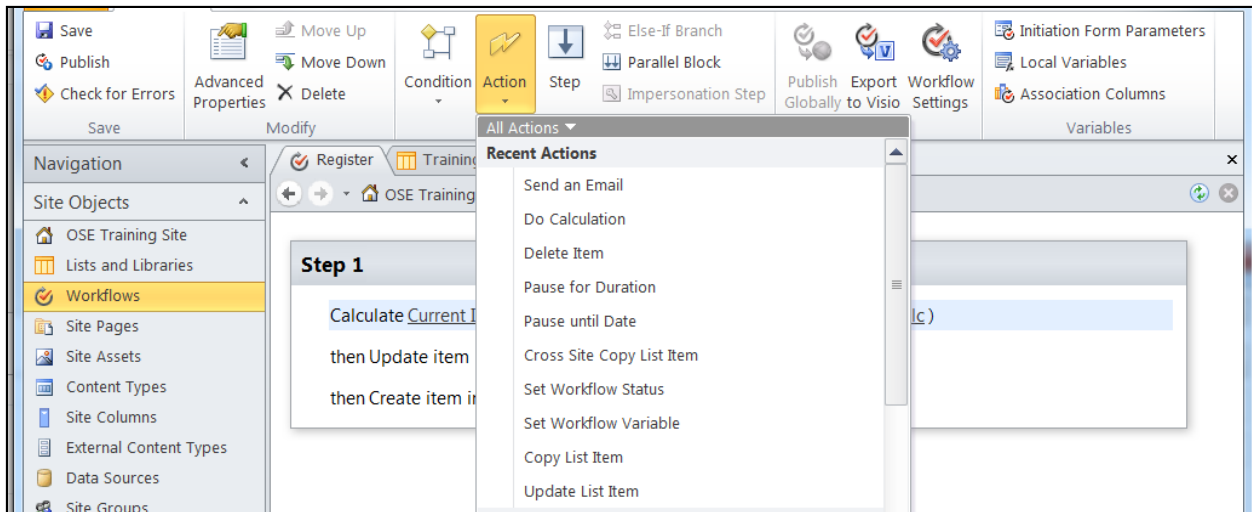 Save
Publish
Check for Errors
Save
Advanced
Properties
Move Up
Move Down
Delete
Modify
Condition
Action
Step
Else-If Branch
Parallel Block
Impersonation Step
Publish
Globally
Export
to Visio
Workflow
Settings
Initiation Form Parameters
Local Variables
Association Columns
Variables
All Actions
Recent Actions
Send an Email
Do Calculation
Delete Item
Pause for Duration
Pause until Date
Cross Site Copy List Item
Set Workflow Status
Set Workflow Variable
Copy List Item
Update List Item
Navigation
Site Objects
OSE Training Site
Lists and Libraries
Workflows
Site Pages
Site Assets
Content Types
Site Columns
External Content Types
Data Sources
Site Groups
Register
Training
OSE Training
Step 1
Calculate Current I lc )
then Update item
then Create item in